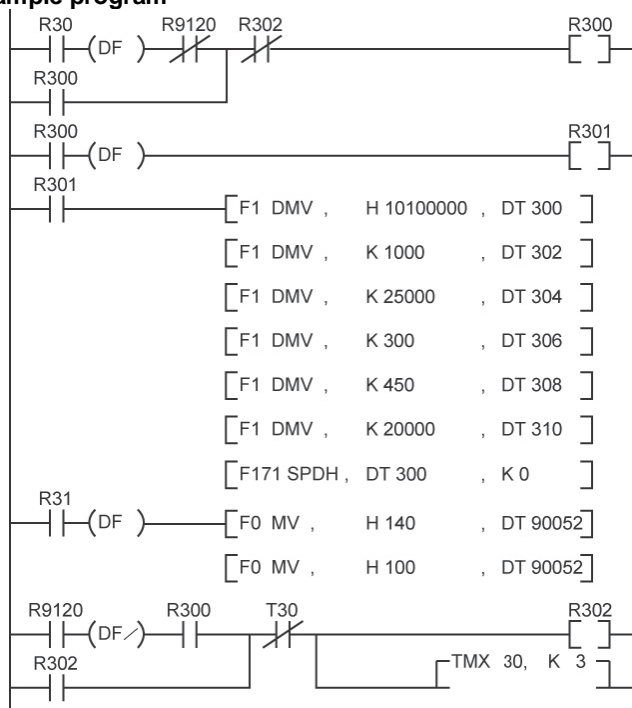 ample program
R30 R9120 R302 R300
(DF )
R300
R300 R301
(DF )
R301
F1 DMV , H 10100000 , DT 300
F1 DMV , K 1000 , DT 302
F1 DMV , K 25000 , DT 304
F1 DMV , K 300 , DT 306
F1 DMV , K 450 , DT 308
F1 DMV , K 20000 , DT 310
F171 SPDH , DT 300 , K 0
R31
(DF ) F0 MV , H 140 , DT 90052
F0 MV , H 100 , DT 90052
R9120 R300 T30 R302
(DF/)
R302 TMX 30, K 3